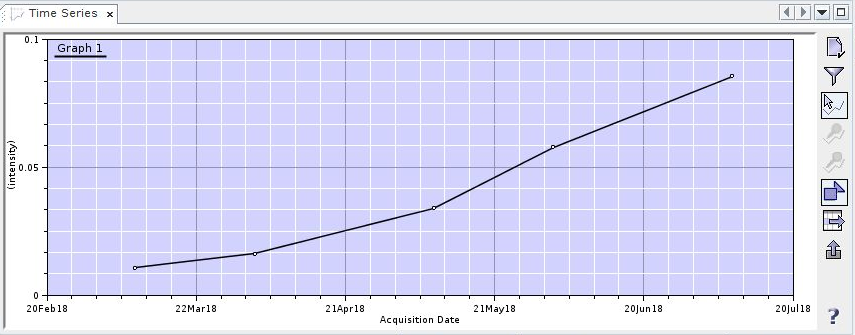 Time Series
Graph 1
0.1
0.05
0
(intensity)
20Feb18 22Mar18 21Apr18 21May18 20Jun18 20Jul18
Acquisition Date
?